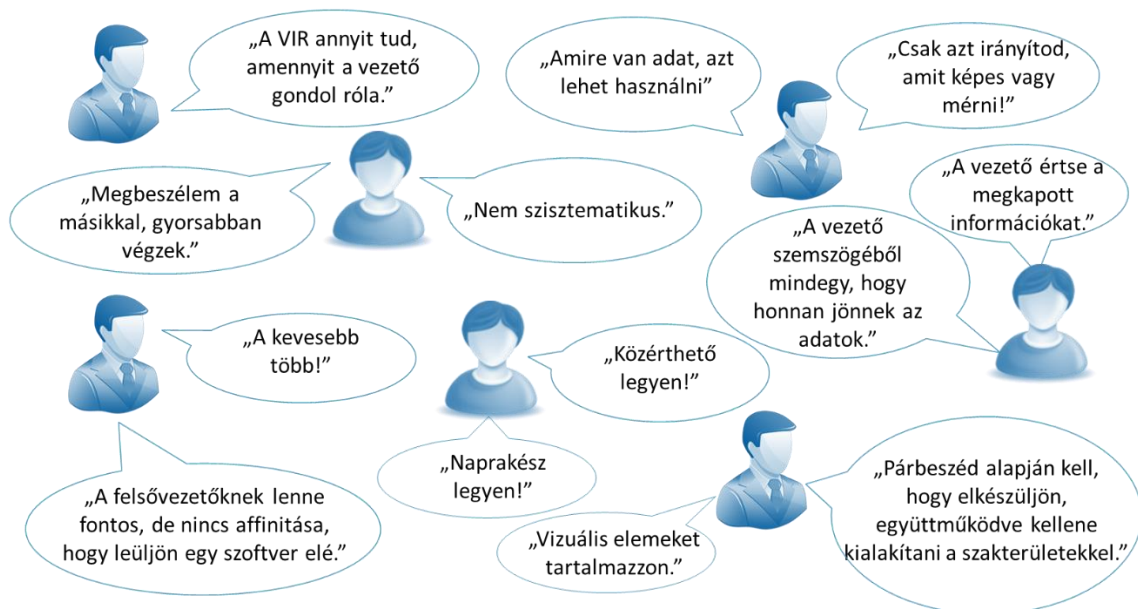 „A VIR annyit tud,
amennyit a vezető
gondol róla.”
„Amire van adat, azt
lehet használni”
„Csak azt irányítod,
amit képes vagy
mérni!”
„Megbeszélem a
másikkal, gyorsabban
végzek.”
„Nem szisztematikus.”
„A vezető
szemszögéből
mindegy, hogy
honnan jönnek az
adatok.”
„A vezető értse a
megkapott
információkat.”
„A kevesebb
több!”
„Közérthető
legyen!”
„Naprakész
legyen!”
„A felsővezetőknek lenne
fontos, de nincs affinitása,
hogy leüljön egy szoftver elé.”
„Vizuális elemeket
tartalmazzon.”
„Párbeszéd alapján kell,
hogy elkészüljön,
együttműködve kellene
kialakítani a szakterületekkel.”